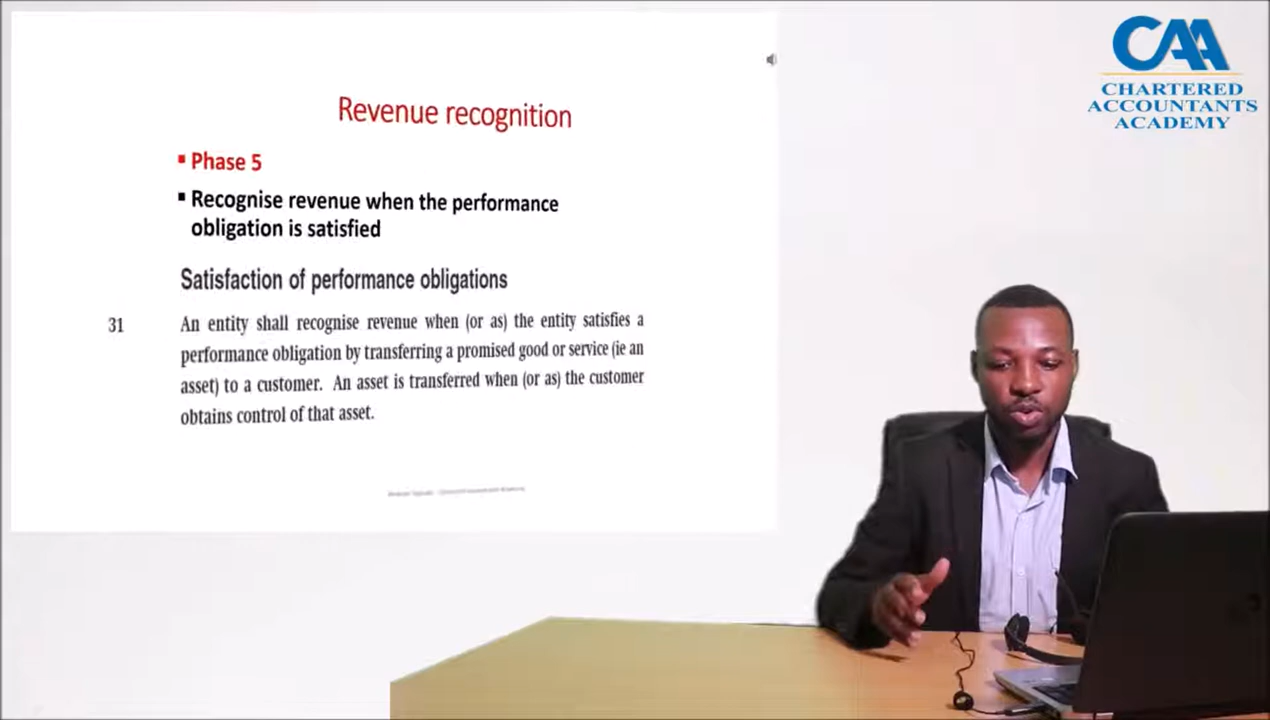 Revenue recognition
▪ Phase 5
▪ Recognise revenue when the performance
obligation is satisfied
Satisfaction of performance obligations
31 An entity shall recognise revenue when (or as) the entity satisfies a
performance obligation by transferring a promised good or service (ie an
asset) to a customer. An asset is transferred when (or as) the customer
obtains control of that asset.
CAA
CHARTERED
ACCOUNTANTS
ACADEMY